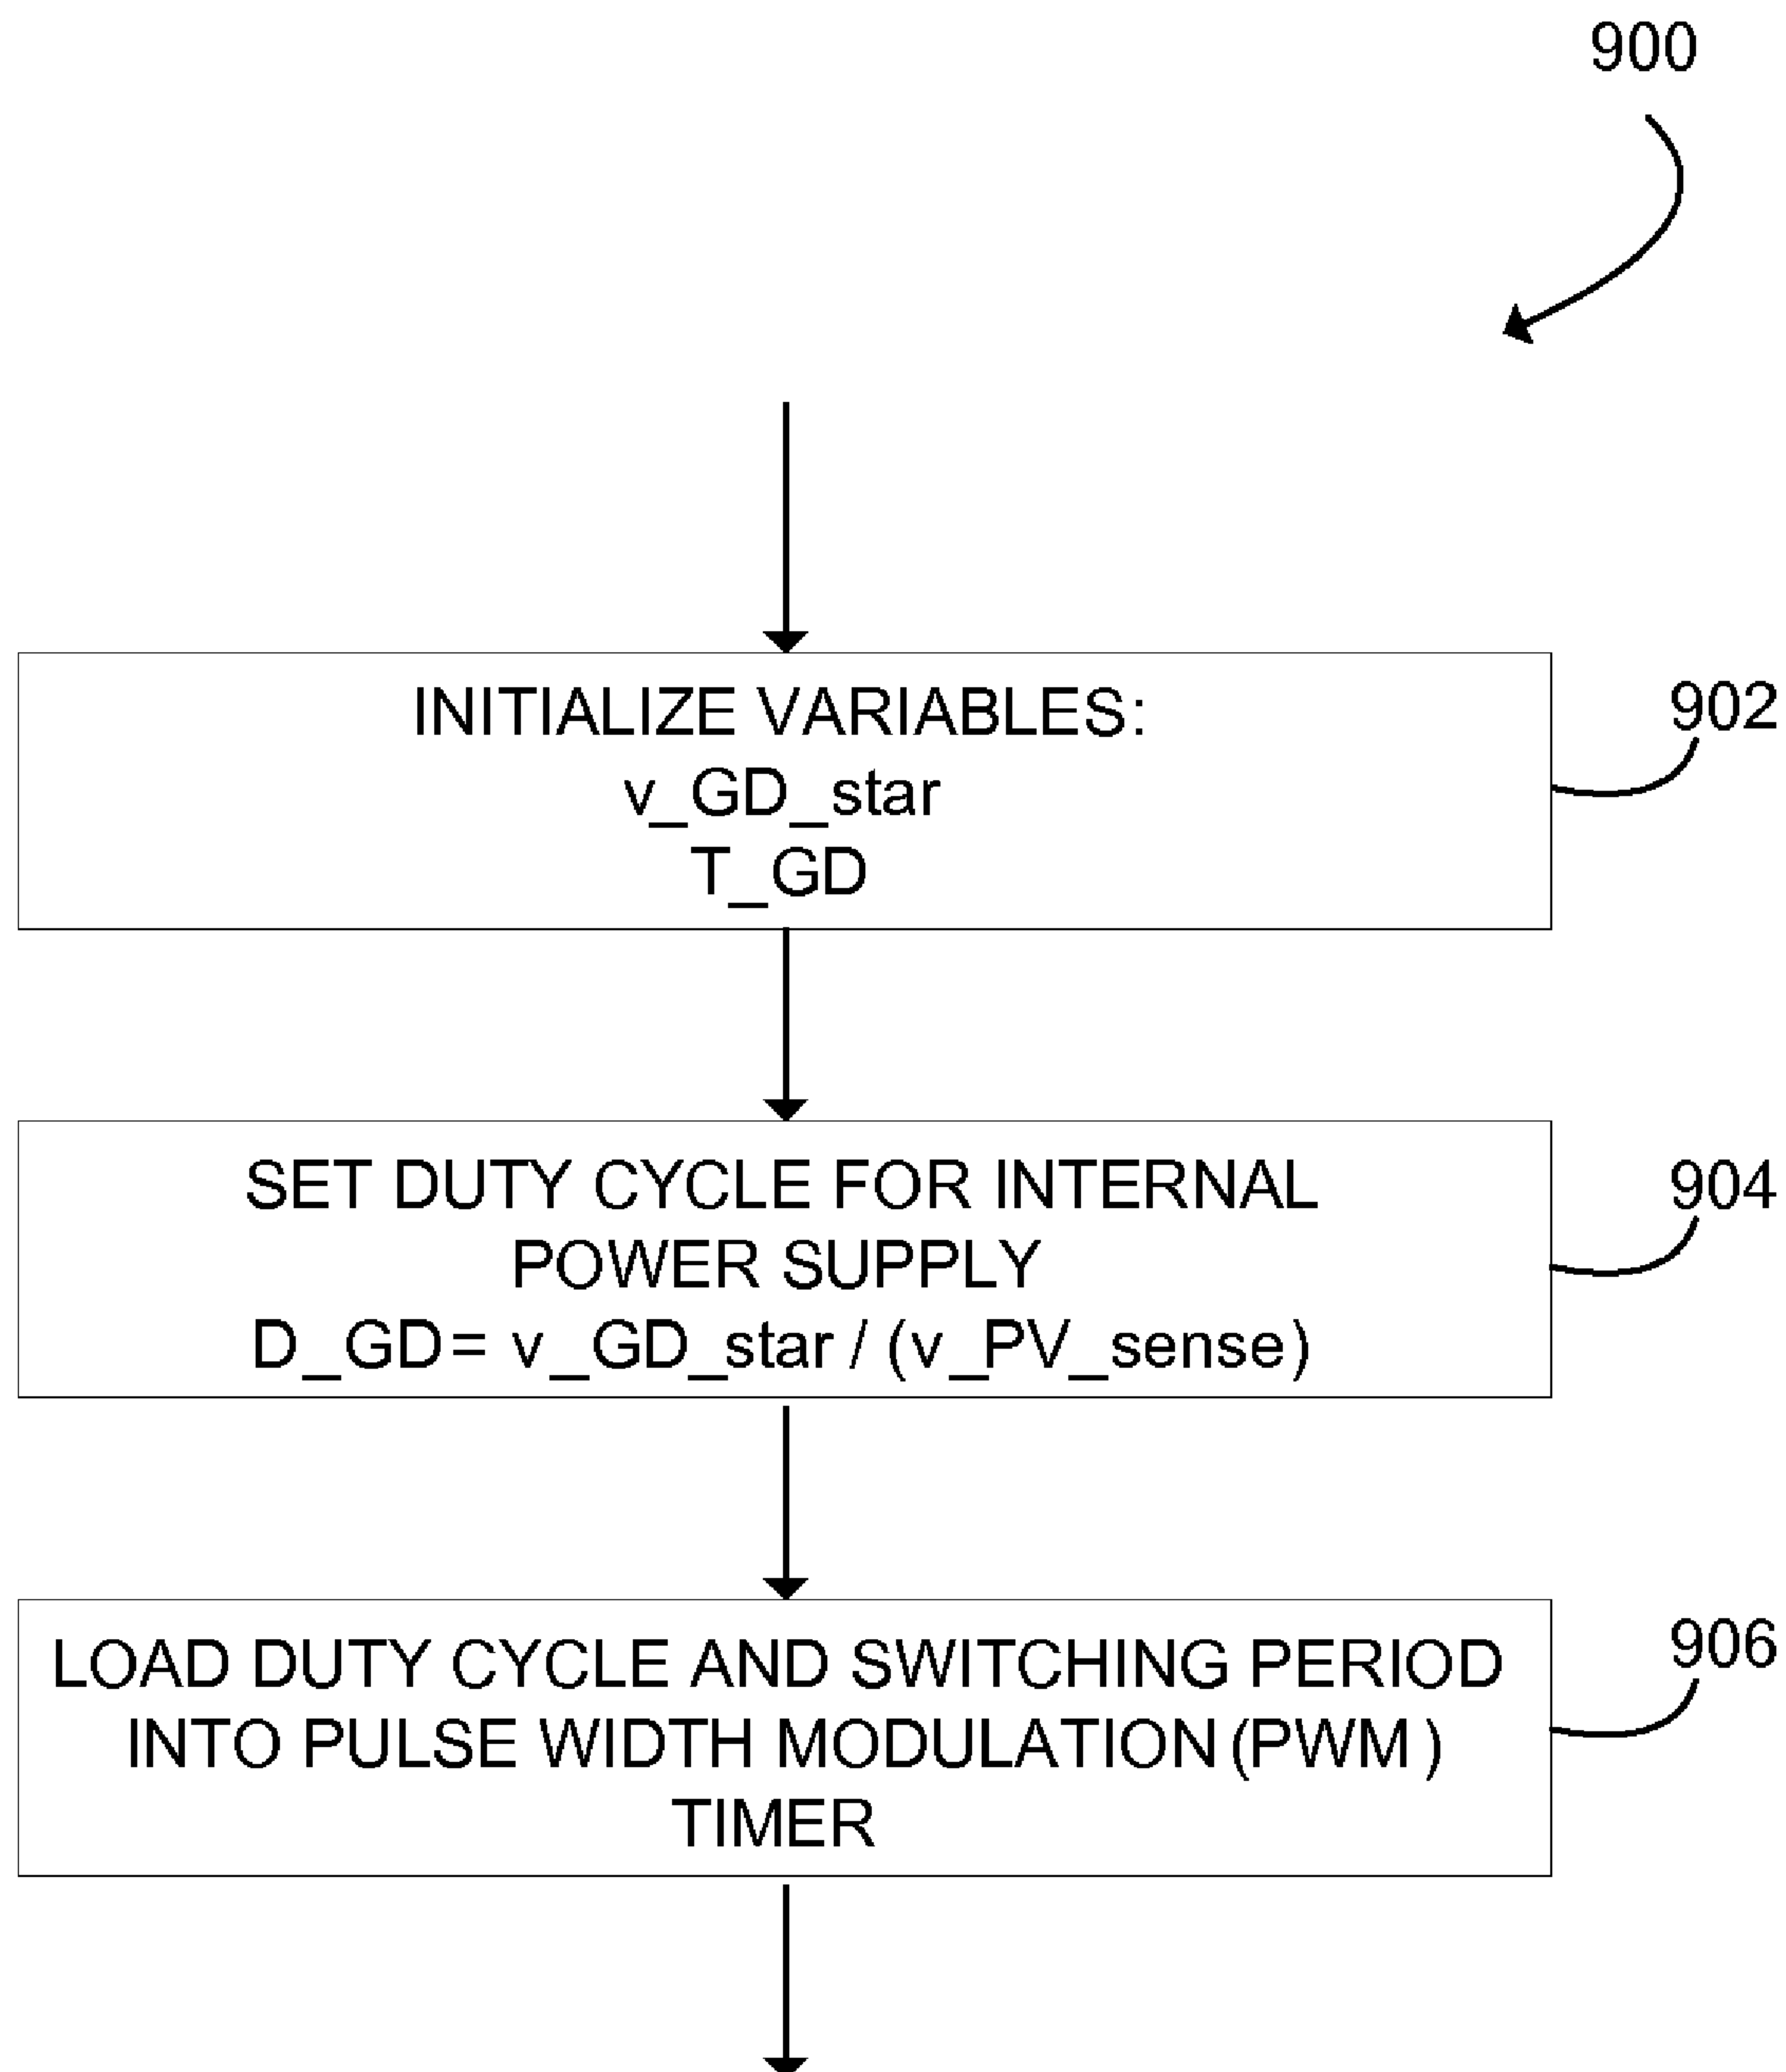 900
INITIALIZE VARIABLES:
v_GD_star
T_GD
902
SET DUTY CYCLE FOR INTERNAL
POWER SUPPLY
D_GD= v_GD_star / (v_PV_sense)
904
LOAD DUTY CYCLE AND SWITCHING PERIOD
INTO PULSE WIDTH MODULATION (PWM)
TIMER
906